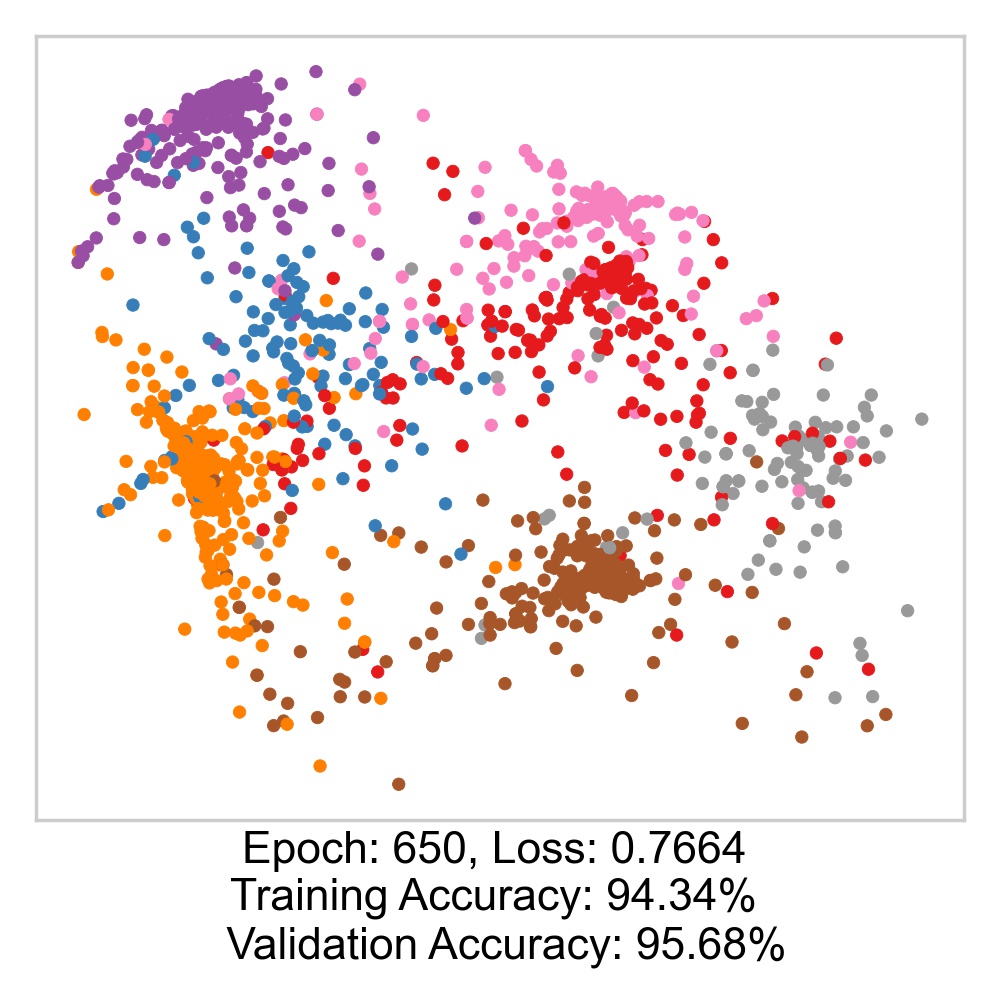 Epoch: 650, Loss: 0.7664
Training Accuracy: 94.34%
Validation Accuracy: 95.68%